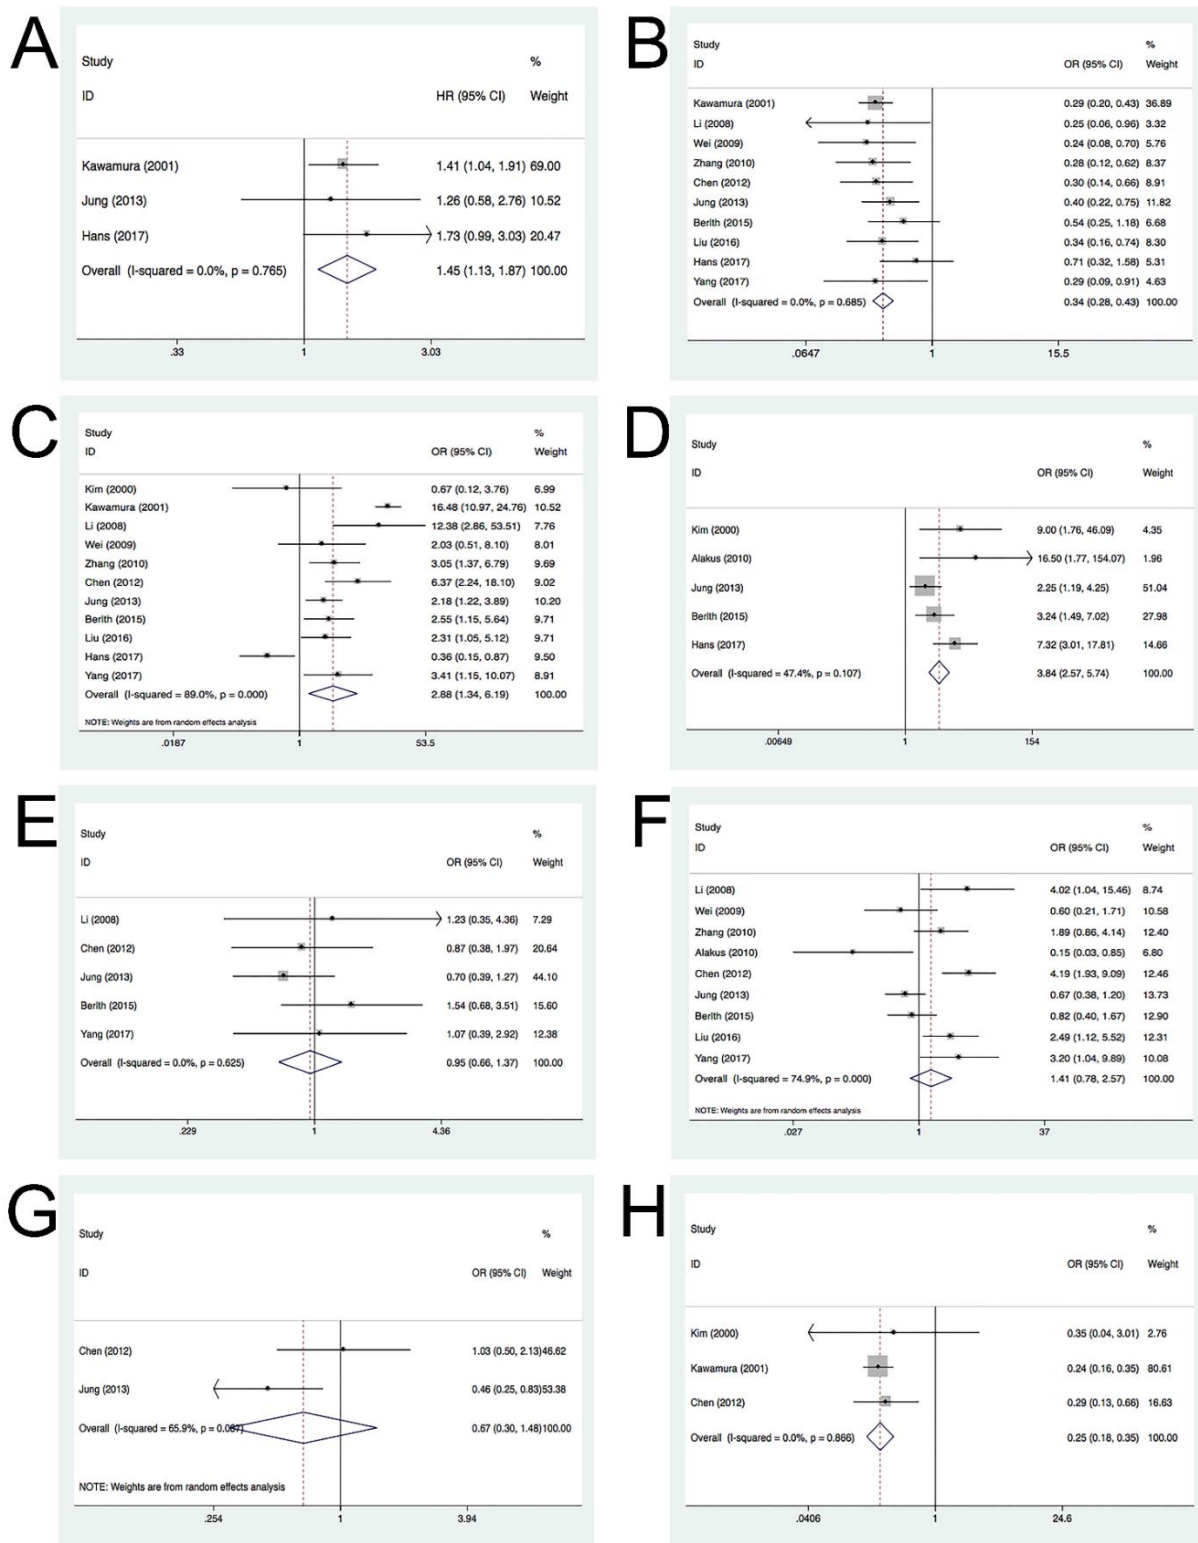 A
Study %
ID HR (95% CI) Weight
Kawamura (2001) 1.41 (1.04, 1.91) 69.00
Jung (2013) 1.26 (0.58, 2.76) 10.52
Hans (2017) 1.73 (0.99, 3.03) 20.47
Overall (I-squared = 0.0%, p = 0.765) 1.45 (1.13, 1.87) 100.00
.33 1 3.03
B
Study %
ID OR (95% CI) Weight
Kawamura (2001) 0.29 (0.20, 0.43) 36.89
Li (2008) 0.25 (0.06, 0.96) 3.32
Wei (2009) 0.24 (0.08, 0.70) 5.76
Zhang (2010) 0.28 (0.12, 0.62) 8.37
Chen (2012) 0.30 (0.14, 0.66) 8.91
Jung (2013) 0.40 (0.22, 0.75) 11.82
Berlth (2015) 0.54 (0.25, 1.18) 6.68
Liu (2016) 0.34 (0.16, 0.74) 8.30
Hans (2017) 0.71 (0.32, 1.58) 5.31
Yang (2017) 0.29 (0.09, 0.91) 4.63
Overall (I-squared = 0.0%, p = 0.685) 0.34 (0.28, 0.43) 100.00
.0647 1 15.5
C
Study %
ID OR (95% CI) Weight
Kim (2000) 0.67 (0.12, 3.76) 6.99
Kawamura (2001) 16.48 (10.97, 24.76) 10.52
Li (2008) 12.38 (2.86, 53.51) 7.76
Wei (2009) 2.03 (0.51, 8.10) 8.01
Zhang (2010) 3.05 (1.37, 6.79) 9.69
Chen (2012) 6.37 (2.24, 18.10) 9.02
Jung (2013) 2.18 (1.22, 3.89) 10.20
Berlth (2015) 2.55 (1.15, 5.64) 9.71
Liu (2016) 2.31 (1.05, 5.12) 9.71
Hans (2017) 0.36 (0.15, 0.87) 9.50
Yang (2017) 3.41 (1.15, 10.07) 8.91
Overall (I-squared = 89.0%, p = 0.000) 2.88 (1.34, 6.19) 100.00
NOTE: Weights are from random effects analysis
.0187 1 53.5
D
Study %
ID OR (95% CI) Weight
Kim (2000) 9.00 (1.76, 46.09) 4.35
Alakus (2010) 16.50 (1.77, 154.07) 1.96
Jung (2013) 2.25 (1.19, 4.25) 51.04
Berlth (2015) 3.24 (1.49, 7.02) 27.98
Hans (2017) 7.32 (3.01, 17.81) 14.66
Overall (I-squared = 47.4%, p = 0.107) 3.84 (2.57, 5.74) 100.00
.00649 1 154
E
Study %
ID OR (95% CI) Weight
Li (2008) 1.23 (0.35, 4.36) 7.29
Chen (2012) 0.87 (0.38, 1.97) 20.64
Jung (2013) 0.70 (0.39, 1.27) 44.10
Berlth (2015) 1.54 (0.68, 3.51) 15.60
Yang (2017) 1.07 (0.39, 2.92) 12.38
Overall (I-squared = 0.0%, p = 0.625) 0.95 (0.66, 1.37) 100.00
.229 1 4.36
F
Study %
ID OR (95% CI) Weight
Li (2008) 4.02 (1.04, 15.46) 8.74
Wei (2009) 0.60 (0.21, 1.71) 10.58
Zhang (2010) 1.89 (0.86, 4.14) 12.40
Alakus (2010) 0.15 (0.03, 0.85) 6.80
Chen (2012) 4.19 (1.93, 9.09) 12.46
Jung (2013) 0.67 (0.38, 1.20) 13.73
Berlth (2015) 0.82 (0.40, 1.67) 12.90
Liu (2016) 2.49 (1.12, 5.52) 12.31
Yang (2017) 3.20 (1.04, 9.89) 10.08
Overall (I-squared = 74.9%, p = 0.000) 1.41 (0.78, 2.57) 100.00
NOTE: Weights are from random effects analysis
.027 1 37
G
Study %
ID OR (95% CI) Weight
Chen (2012) 1.03 (0.50, 2.13) 46.62
Jung (2013) 0.46 (0.25, 0.83) 53.38
Overall (I-squared = 65.9%, p = 0.67 (0.30, 1.48) 100.00
NOTE: Weights are from random effects analysis
.254 1 3.94
H
Study %
ID OR (95% CI) Weight
Kim (2000) 0.35 (0.04, 3.01) 2.76
Kawamura (2001) 0.24 (0.16, 0.35) 80.61
Chen (2012) 0.29 (0.13, 0.66) 16.63
Overall (I-squared = 0.0%, p = 0.866) 0.25 (0.18, 0.35) 100.00
.0406 1 24.6